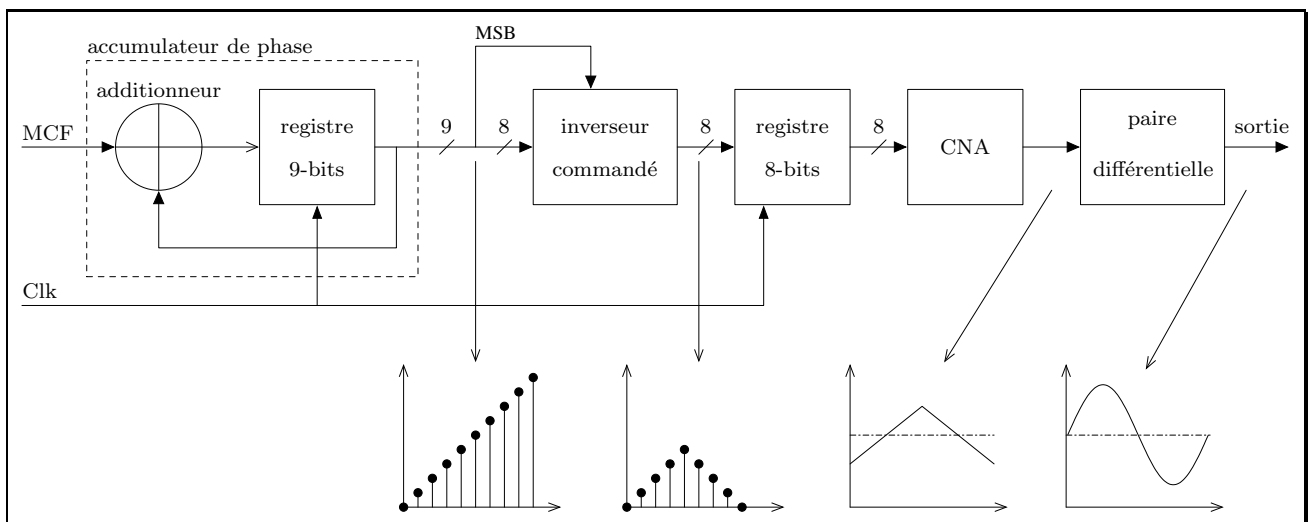 MSB
accumulateur de phase
additionneur
MCF
registre
9-bits
9
8
inverseur
commandé
8
registre
8-bits
8
CNA
paire
différentielle
sortie
Clk